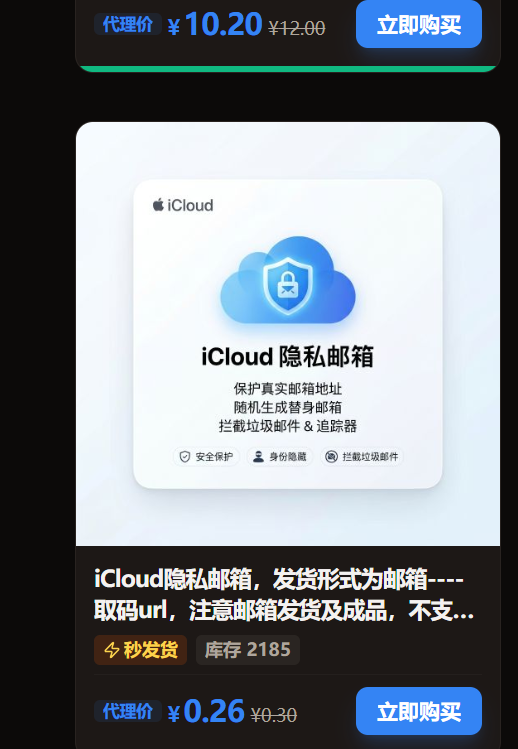 代理价 ¥10.20 ¥12.00 立即购买
iCloud
iCloud 隐私邮箱
保护真实邮箱地址
随机生成替身邮箱
拦截垃圾邮件 & 追踪器
安全保护 身份隐藏 拦截垃圾邮件
iCloud隐私邮箱，发货形式为邮箱----
取码url，注意邮箱发货及成品，不支...
秒发货 库存 2185
代理价 ¥0.26 ¥0.30 立即购买